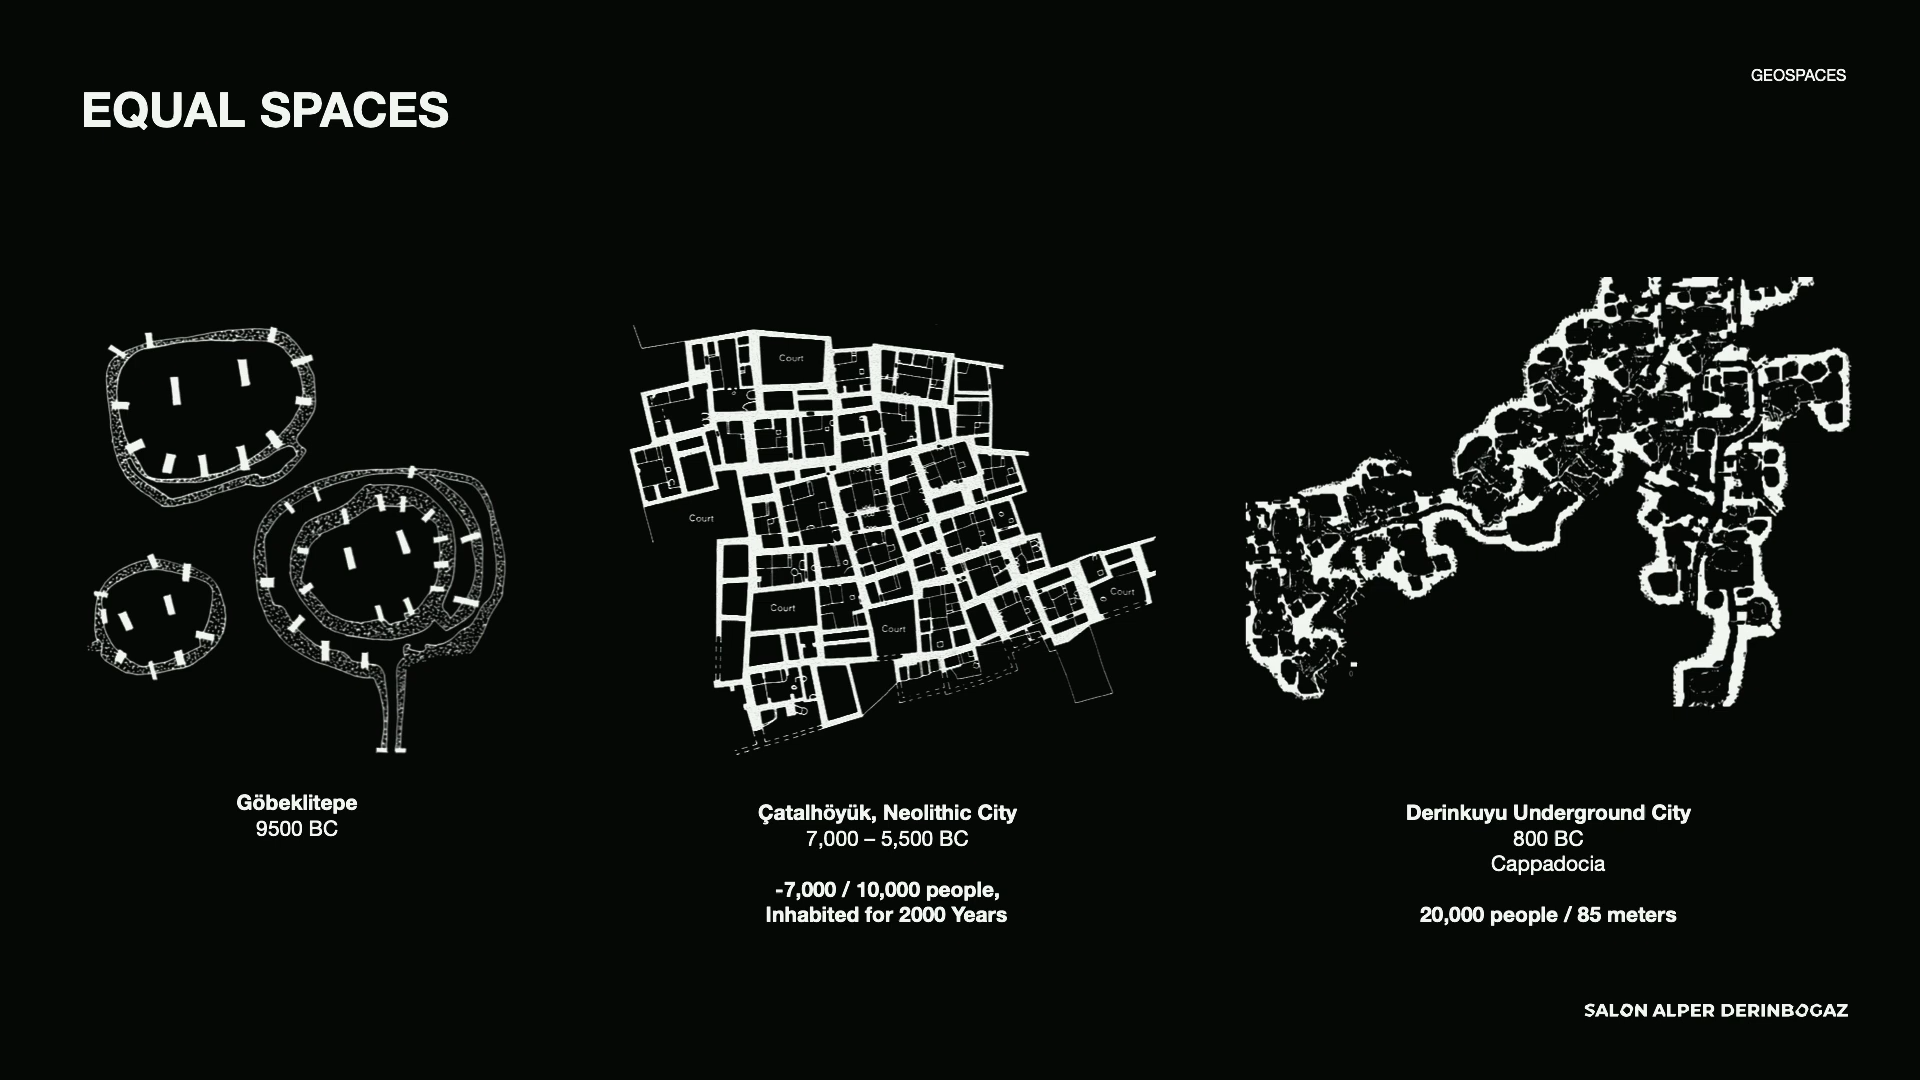 EQUAL SPACES
GEOSPACES
Court
Court
Court
Court
Court
Göbeklitepe
9500 BC
Çatalhöyük, Neolithic City
7,000 – 5,500 BC
-7,000 / 10,000 people,
Inhabited for 2000 Years
Derinkuyu Underground City
800 BC
Cappadocia
20,000 people / 85 meters
SALON ALPER DERINBOGAZ